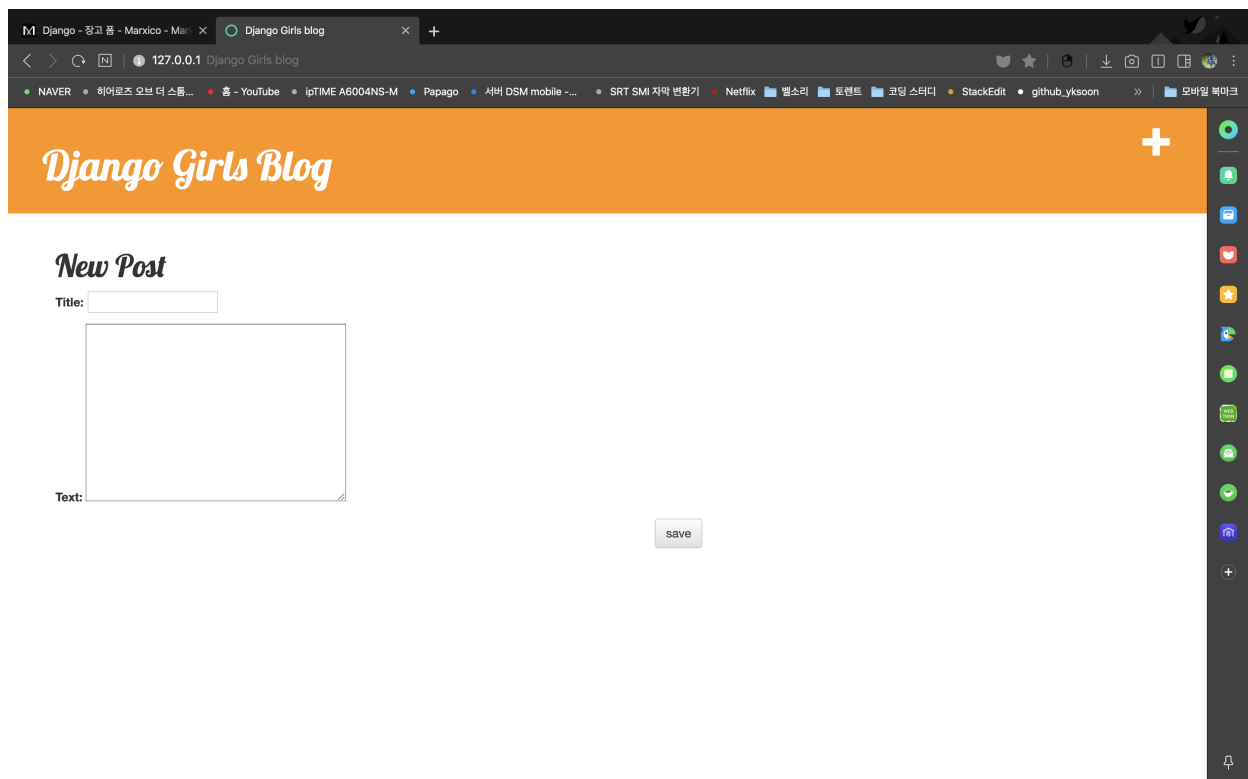 Django - 장고 폼 - Marxico - Mar
Django Girls blog
127.0.0.1 Django Girls blog
NAVER 히어로즈 오브 더 스톰... 홈 - YouTube ipTIME A6004NS-M Papago 서버 DSM mobile -... SRT SMI 자막 변환기 Netflix 벨소리 토렌트 코딩 스터디 StackEdit github_yksoon » 모바일 북마크
Django Girls Blog
New Post
Title:
Text:
save
WEB
TOON